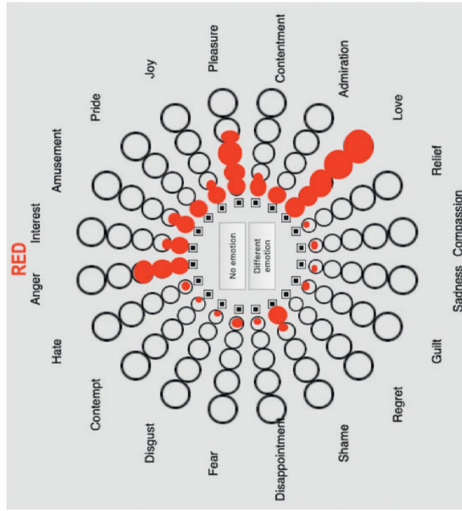 RED
Anger
Interest
Hate
Amusement
Contempt
Pride
Disgust
Joy
Fear
Pleasure
No emotion
Different
emotion
Disappointment
Contentment
Shame
Admiration
Regret
Love
Guilt
Relief
Sadness
Compassion